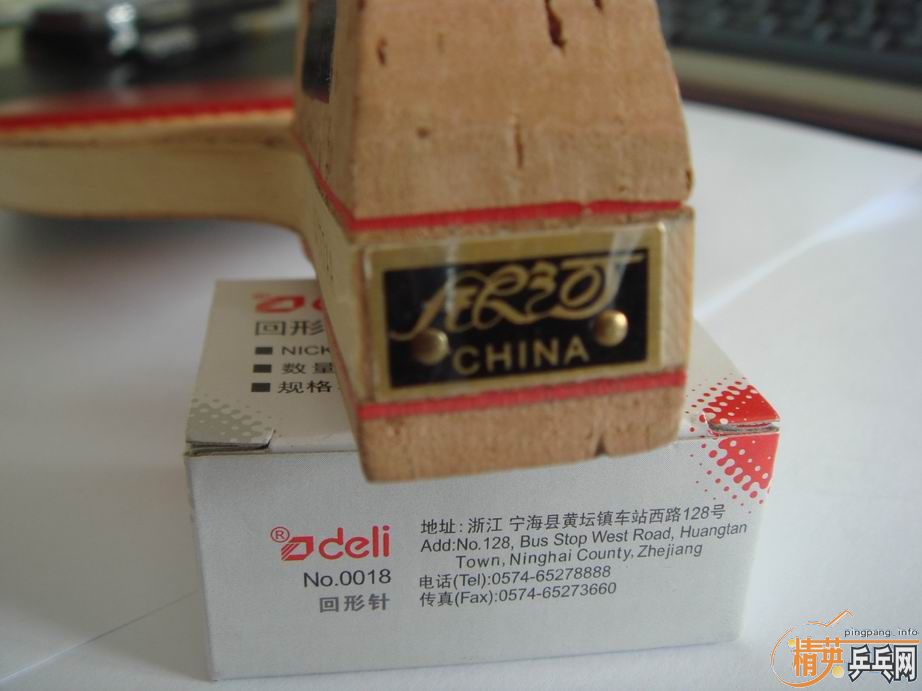 CHINA
® deli
回形
■ NICK
■ 数量
■ 规格
® deli
No.0018
回形针
地址: 浙江 宁海县黄坛镇车站西路128号
Add:No.128, Bus Stop West Road, Huangtan
Town, Ninghai County, Zhejiang
电话(Tel):0574-65278888
传真(Fax):0574-65273660
pingpang_info
精英乒乓网